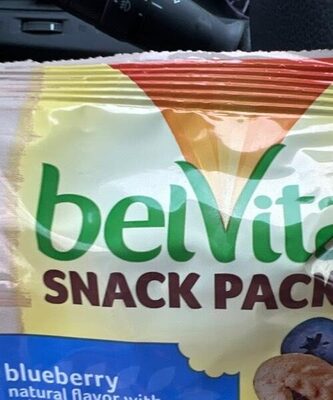 belVita
SNACK PACK
blueberry
natural flavor with